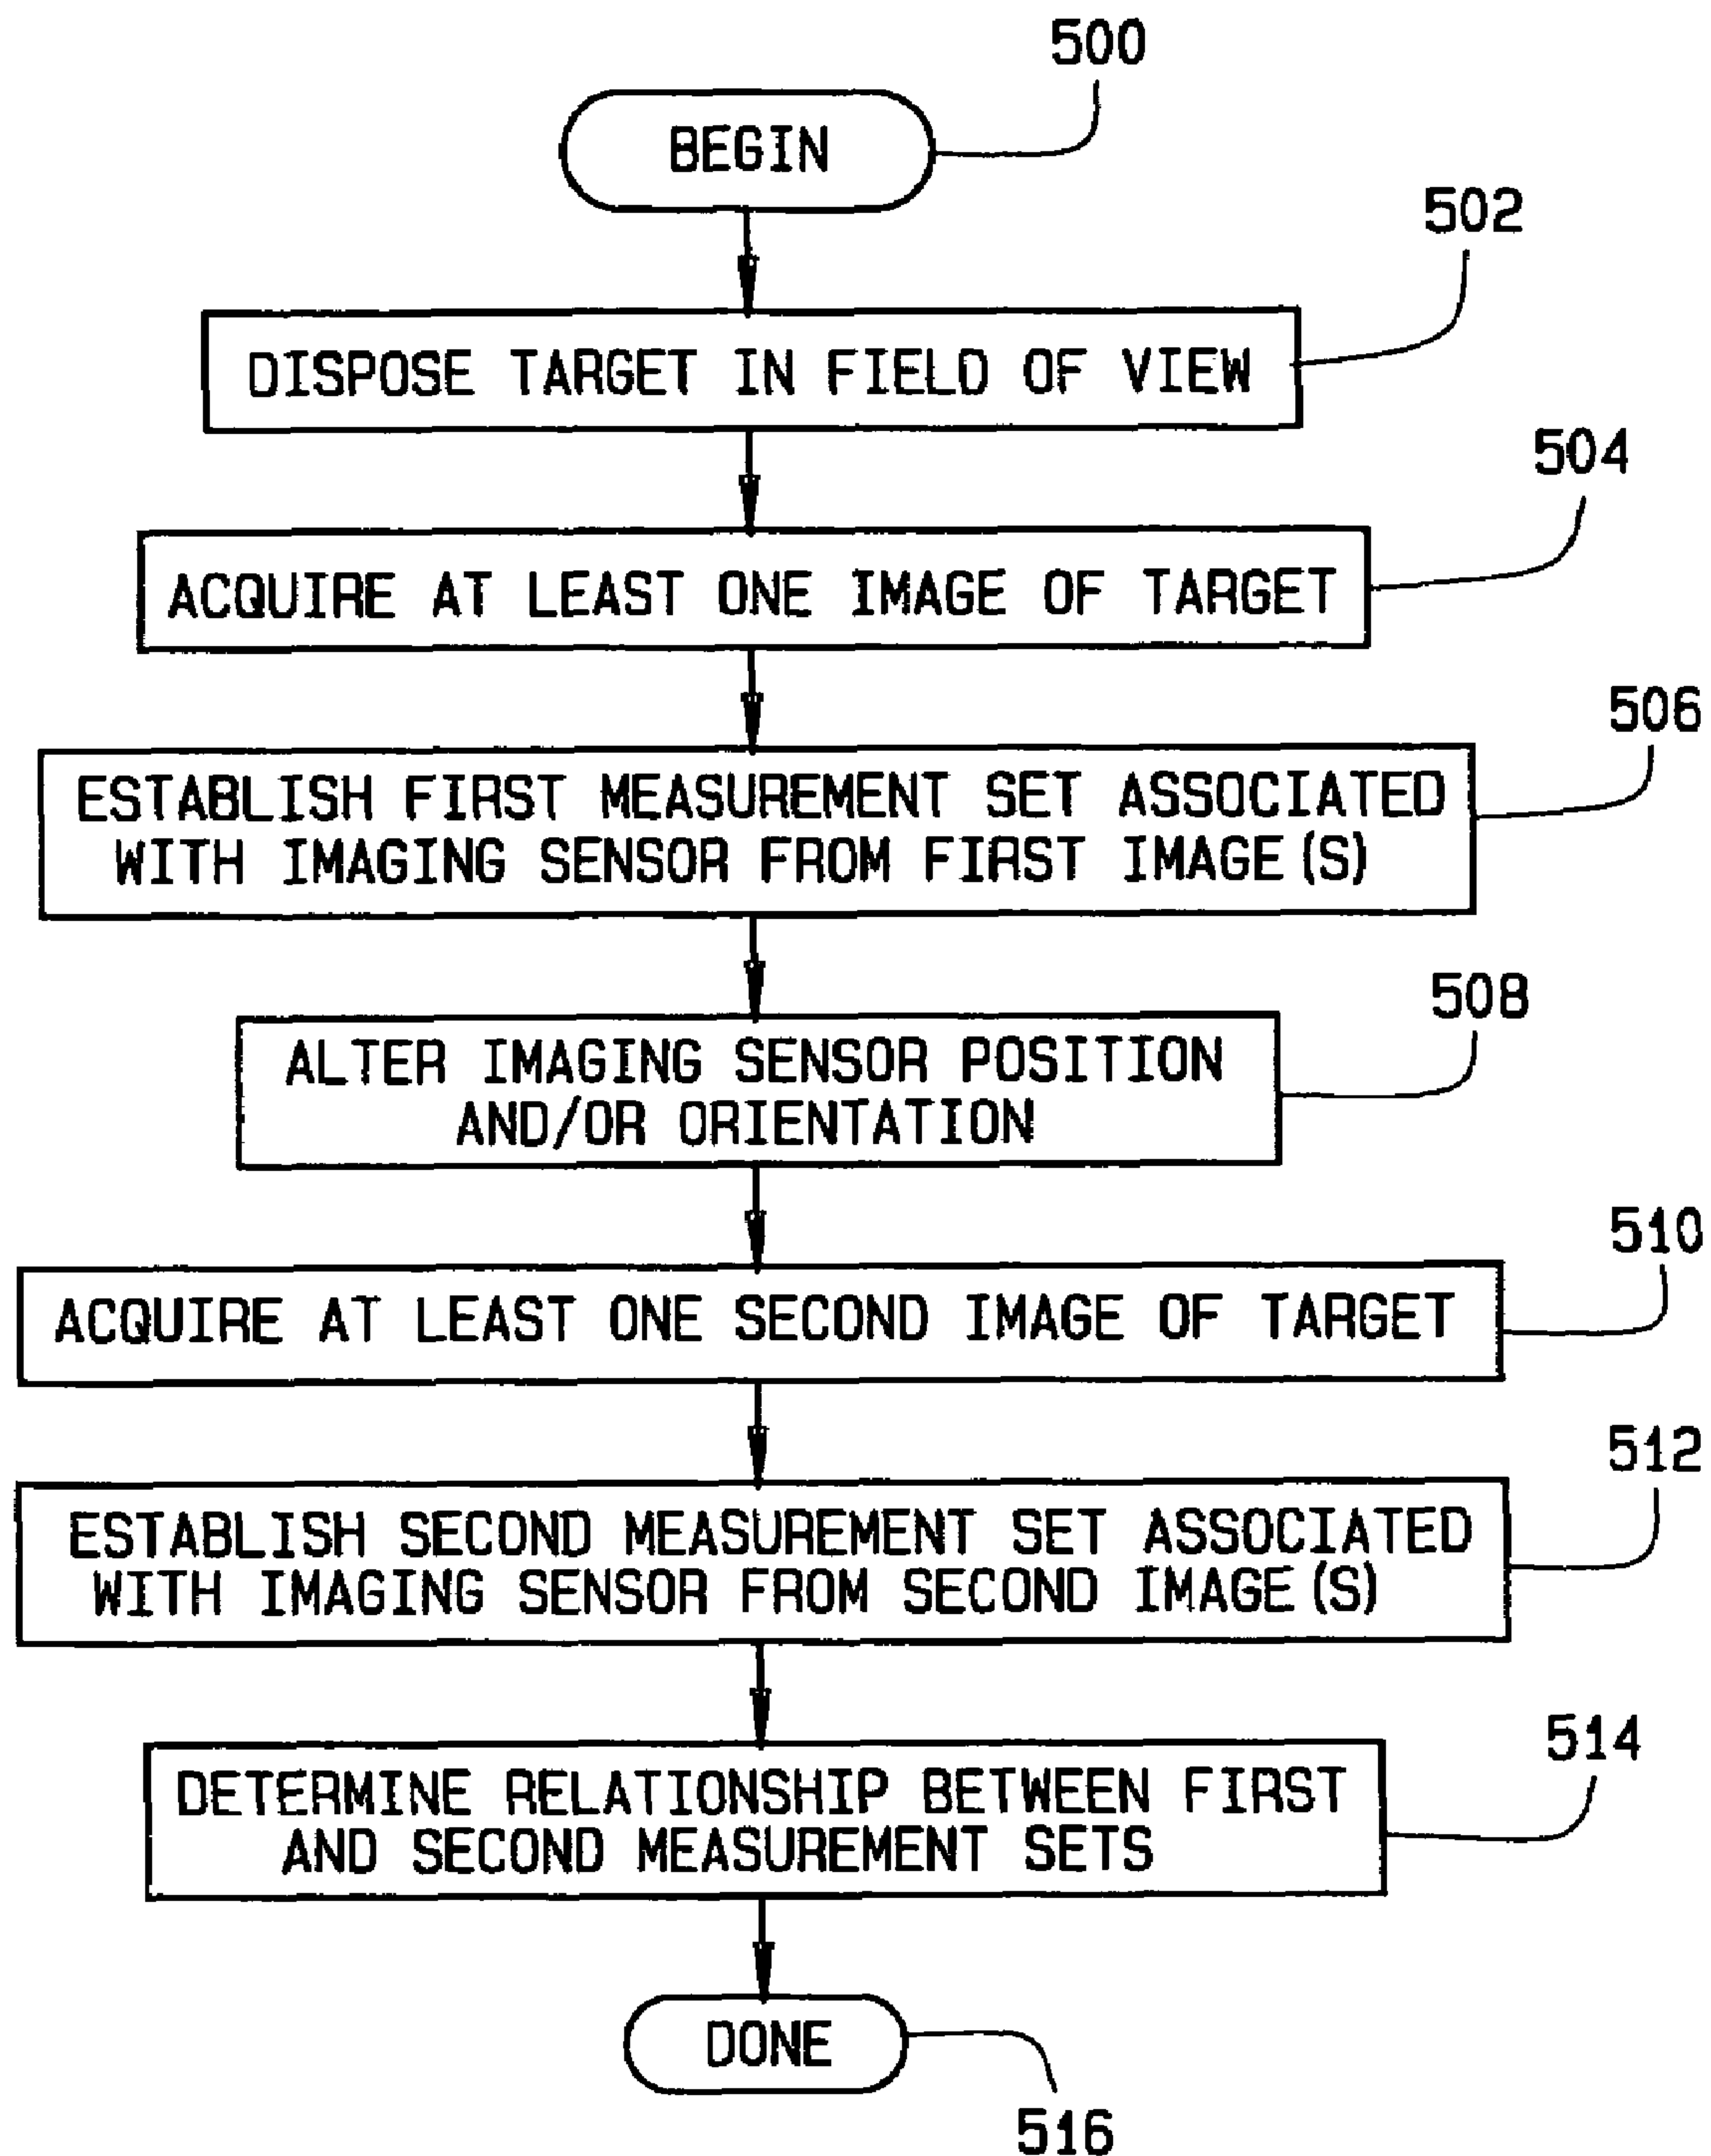 500
BEGIN
502
DISPOSE TARGET IN FIELD OF VIEW
504
ACQUIRE AT LEAST ONE IMAGE OF TARGET
506
ESTABLISH FIRST MEASUREMENT SET ASSOCIATED
WITH IMAGING SENSOR FROM FIRST IMAGE(S)
508
ALTER IMAGING SENSOR POSITION
AND/OR ORIENTATION
510
ACQUIRE AT LEAST ONE SECOND IMAGE OF TARGET
512
ESTABLISH SECOND MEASUREMENT SET ASSOCIATED
WITH IMAGING SENSOR FROM SECOND IMAGE(S)
514
DETERMINE RELATIONSHIP BETWEEN FIRST
AND SECOND MEASUREMENT SETS
DONE
516